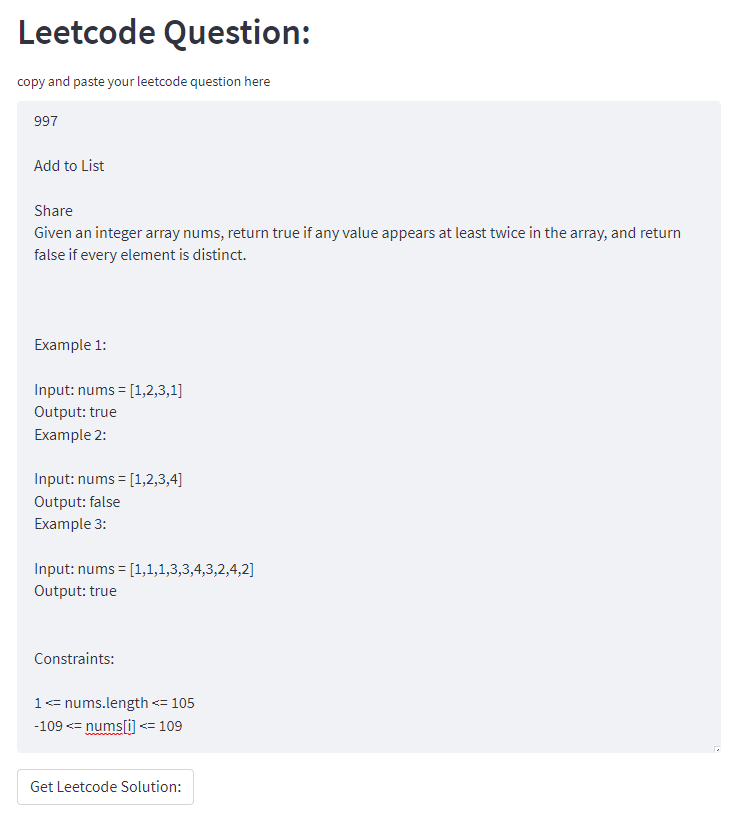 Leetcode Question:
copy and paste your leetcode question here
997
Add to List
Share
Given an integer array nums, return true if any value appears at least twice in the array, and return
false if every element is distinct.
Example 1:
Input: nums = [1,2,3,1]
Output: true
Example 2:
Input: nums = [1,2,3,4]
Output: false
Example 3:
Input: nums = [1,1,1,3,3,4,3,2,4,2]
Output: true
Constraints:
1 <= nums.length <= 105
-109 <= nums[i] <= 109
Get Leetcode Solution: